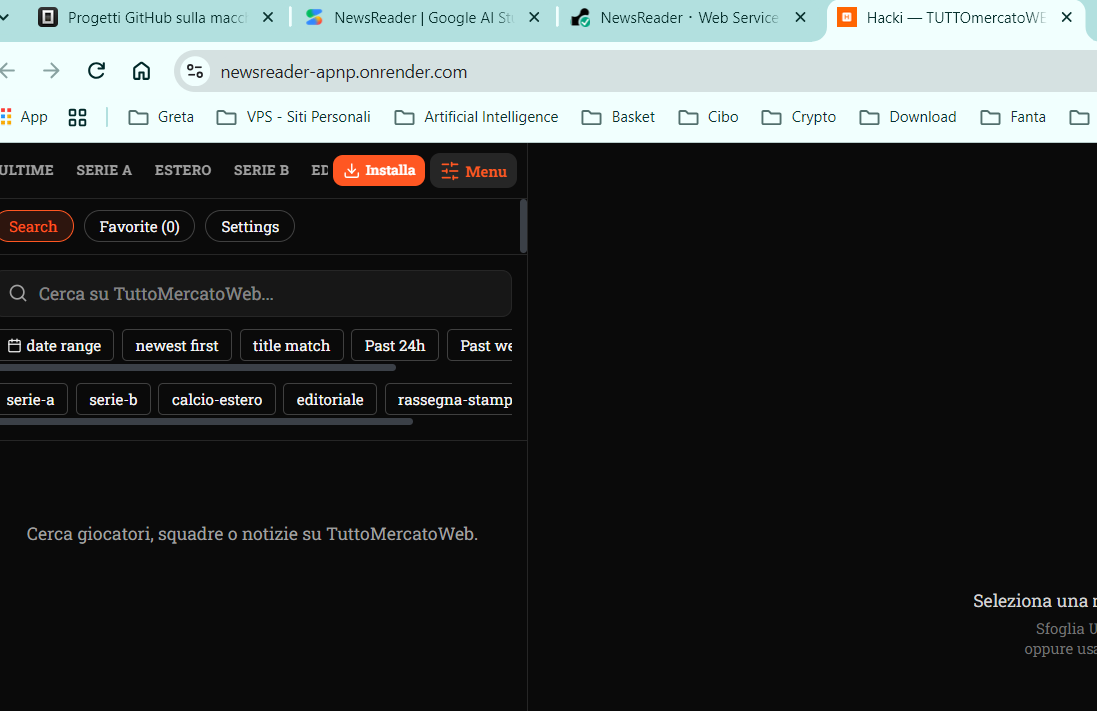 Progetti GitHub sulla macc
NewsReader | Google AI St
NewsReader · Web Service
Hacki — TUTTOmercatoWE
newsreader-apnp.onrender.com
App
Greta
VPS - Siti Personali
Artificial Intelligence
Basket
Cibo
Crypto
Download
Fanta
ULTIME SERIE A ESTERO SERIE B ED
Installa
Menu
Search
Favorite (0)
Settings
Cerca su TuttoMercatoWeb...
date range
newest first
title match
Past 24h
Past we
serie-a
serie-b
calcio-estero
editoriale
rassegna-stamp
Cerca giocatori, squadre o notizie su TuttoMercatoWeb.
Seleziona una
Sfoglia U
oppure usa